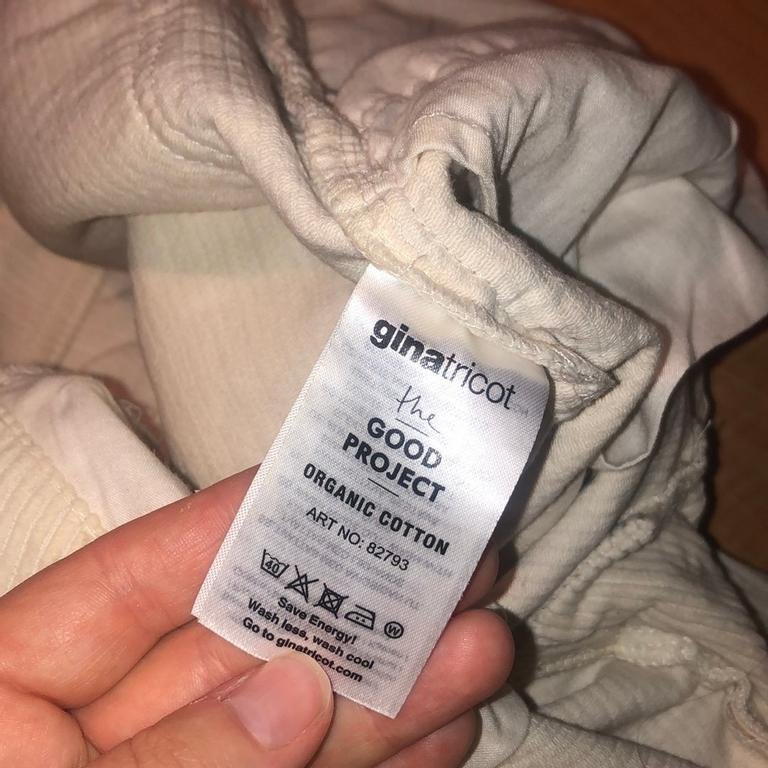 ginatricot
the
GOOD
PROJECT
ORGANIC COTTON
ART NO: 82793
40
W
Save Energy!
Wash less, wash cool
Go to ginatricot.com